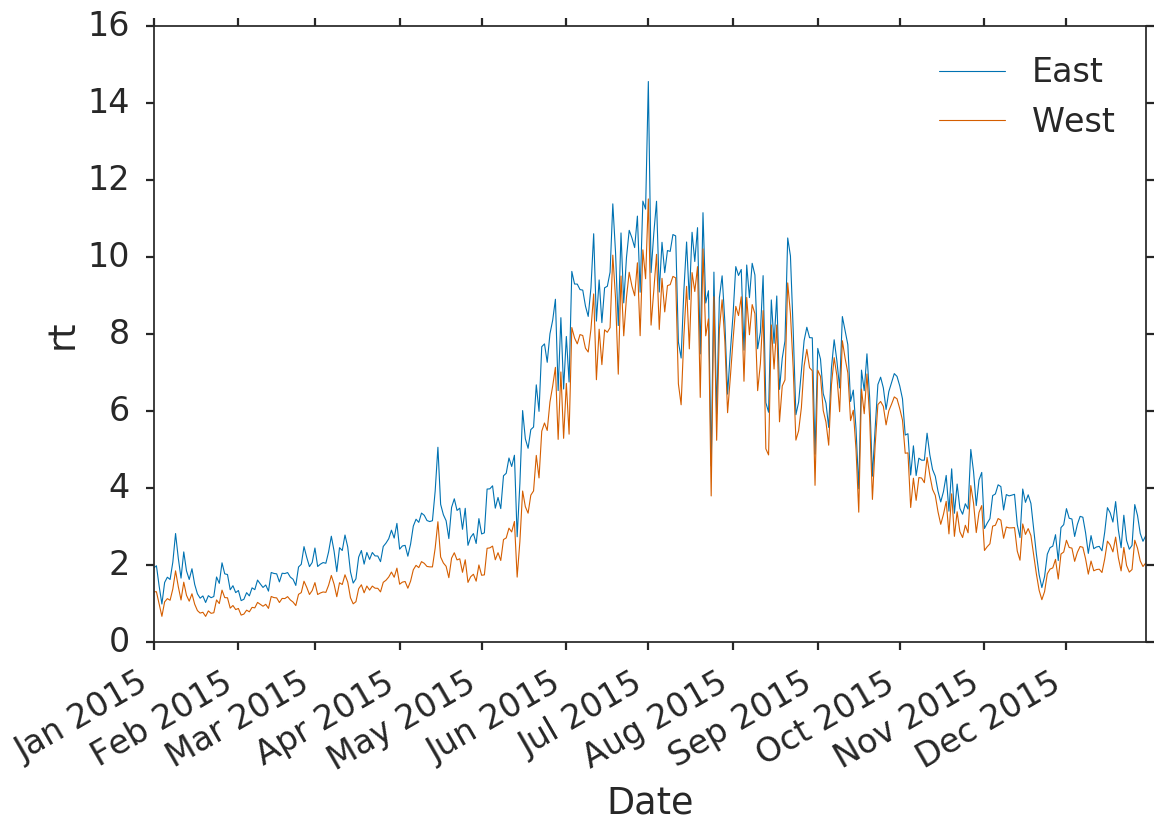 16
14
12
10
8
6
4
2
0
rt
East
West
Jan 2015
Feb 2015
Mar 2015
Apr 2015
May 2015
Jun 2015
Jul 2015
Aug 2015
Sep 2015
Oct 2015
Nov 2015
Dec 2015
Date